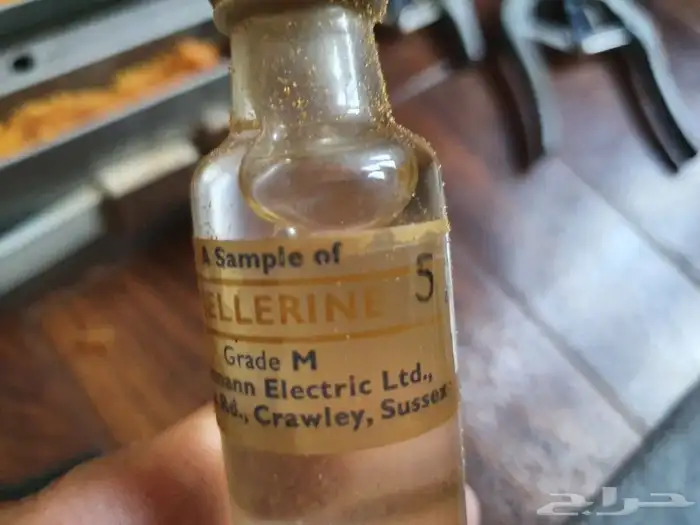 A Sample of
ELLERINE 5
Grade M
mann Electric Ltd.,
Rd., Crawley, Sussex
حراج